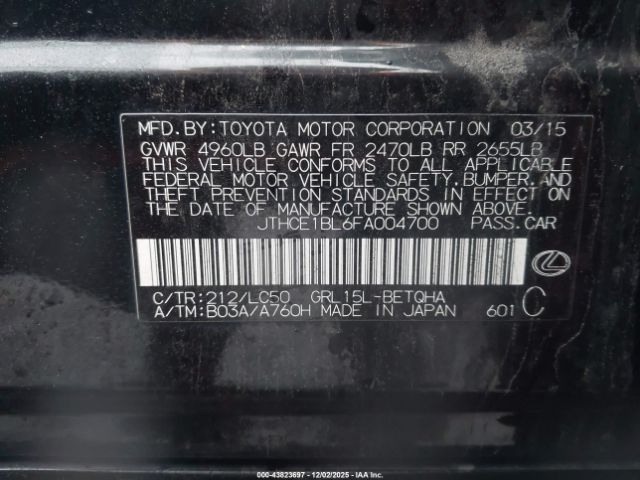 MFD.BY:TOYOTA MOTOR CORPORATION 03/15
GVWR 4960LB GAWR FR 2470LB RR 2655LB
THIS VEHICLE CONFORMS TO ALL APPLICABLE
FEDERAL MOTOR VEHICLE SAFETY,BUMPER,AND
THEFT PREVENTION STANDARDS IN EFFECT ON
THE DATE OF MANUFACTURE SHOWN ABOVE.
JTHCE1BL6FA004700 PASS.CAR
C/TR:212/LC50 GRL15L-BETQHA
A/TM:B03A/A760H MADE IN JAPAN 601 C
000-43823697 - 12/02/2025 - IAAI.COM